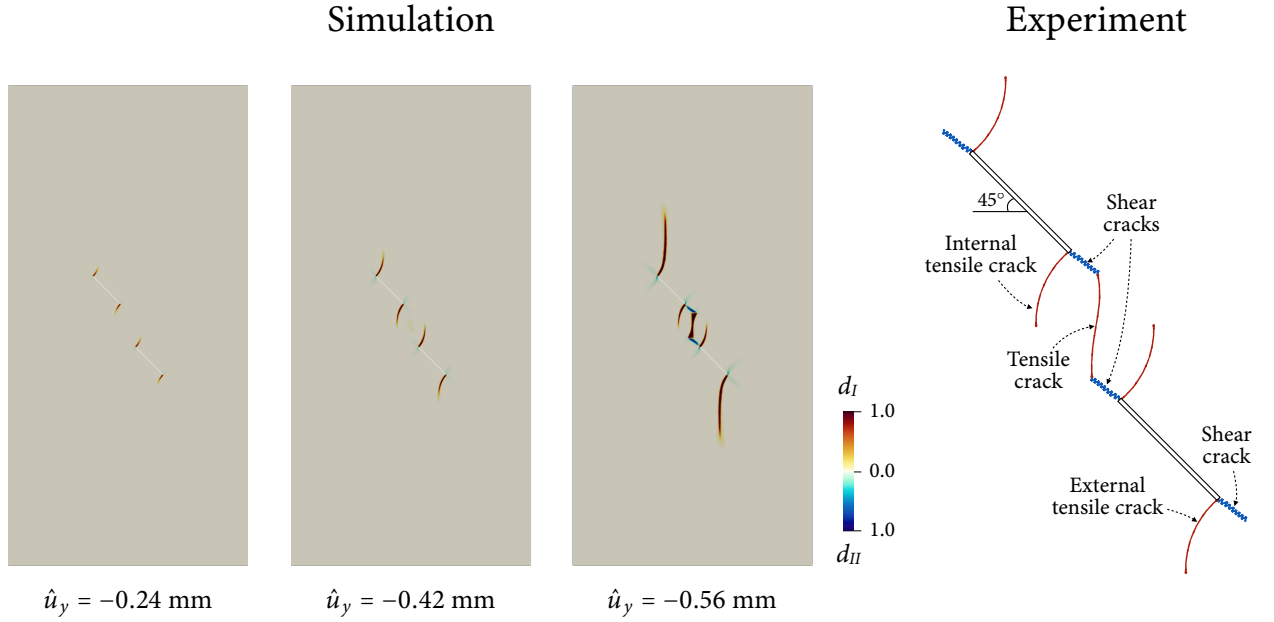 Simulation
Experiment
45°
Shear
cracks
Internal
tensile crack
Tensile
crack
d_I
1.0
0.0
1.0
d_II
Shear
crack
External
tensile crack
û_y = −0.24 mm
û_y = −0.42 mm
û_y = −0.56 mm